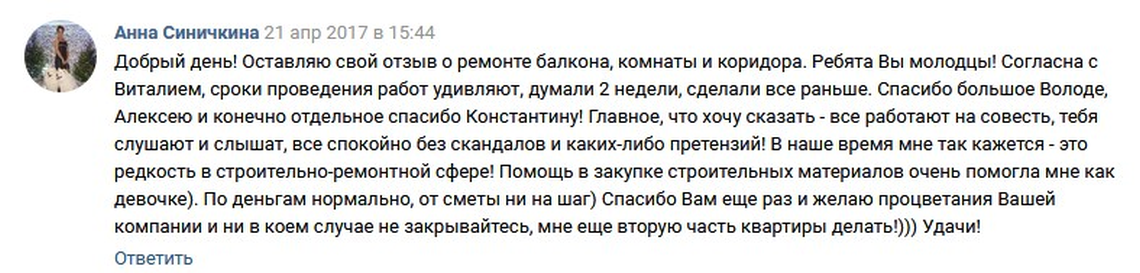 Анна Синичкина 21 апр 2017 в 15:44
Добрый день! Оставляю свой отзыв о ремонте балкона, комнаты и коридора. Ребята Вы молодцы! Согласна с
Виталием, сроки проведения работ удивляют, думали 2 недели, сделали все раньше. Спасибо большое Володе,
Алексею и конечно отдельное спасибо Константину! Главное, что хочу сказать - все работают на совесть, тебя
слушают и слышат, все спокойно без скандалов и каких-либо претензий! В наше время мне так кажется - это
редкость в строительно-ремонтной сфере! Помощь в закупке строительных материалов очень помогла мне как
девочке). По деньгам нормально, от сметы ни на шаг) Спасибо Вам еще раз и желаю процветания Вашей
компании и ни в коем случае не закрывайтесь, мне еще вторую часть квартиры делать!))) Удачи!
Ответить